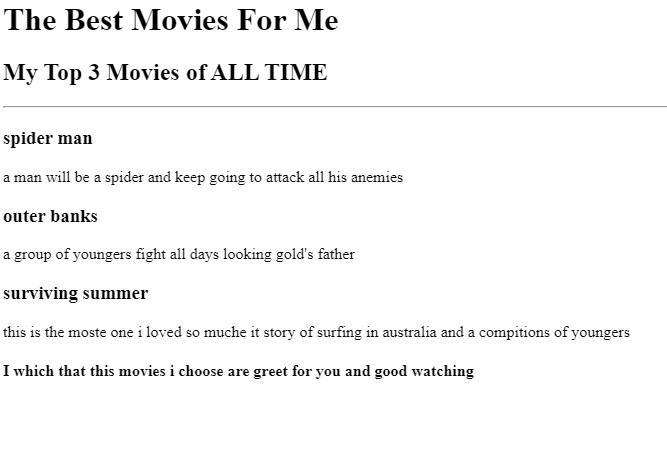 The Best Movies For Me
My Top 3 Movies of ALL TIME
spider man
a man will be a spider and keep going to attack all his anemies
outer banks
a group of youngers fight all days looking gold's father
surviving summer
this is the moste one i loved so muche it story of surfing in australia and a compitions of youngers
I which that this movies i choose are greet for you and good watching